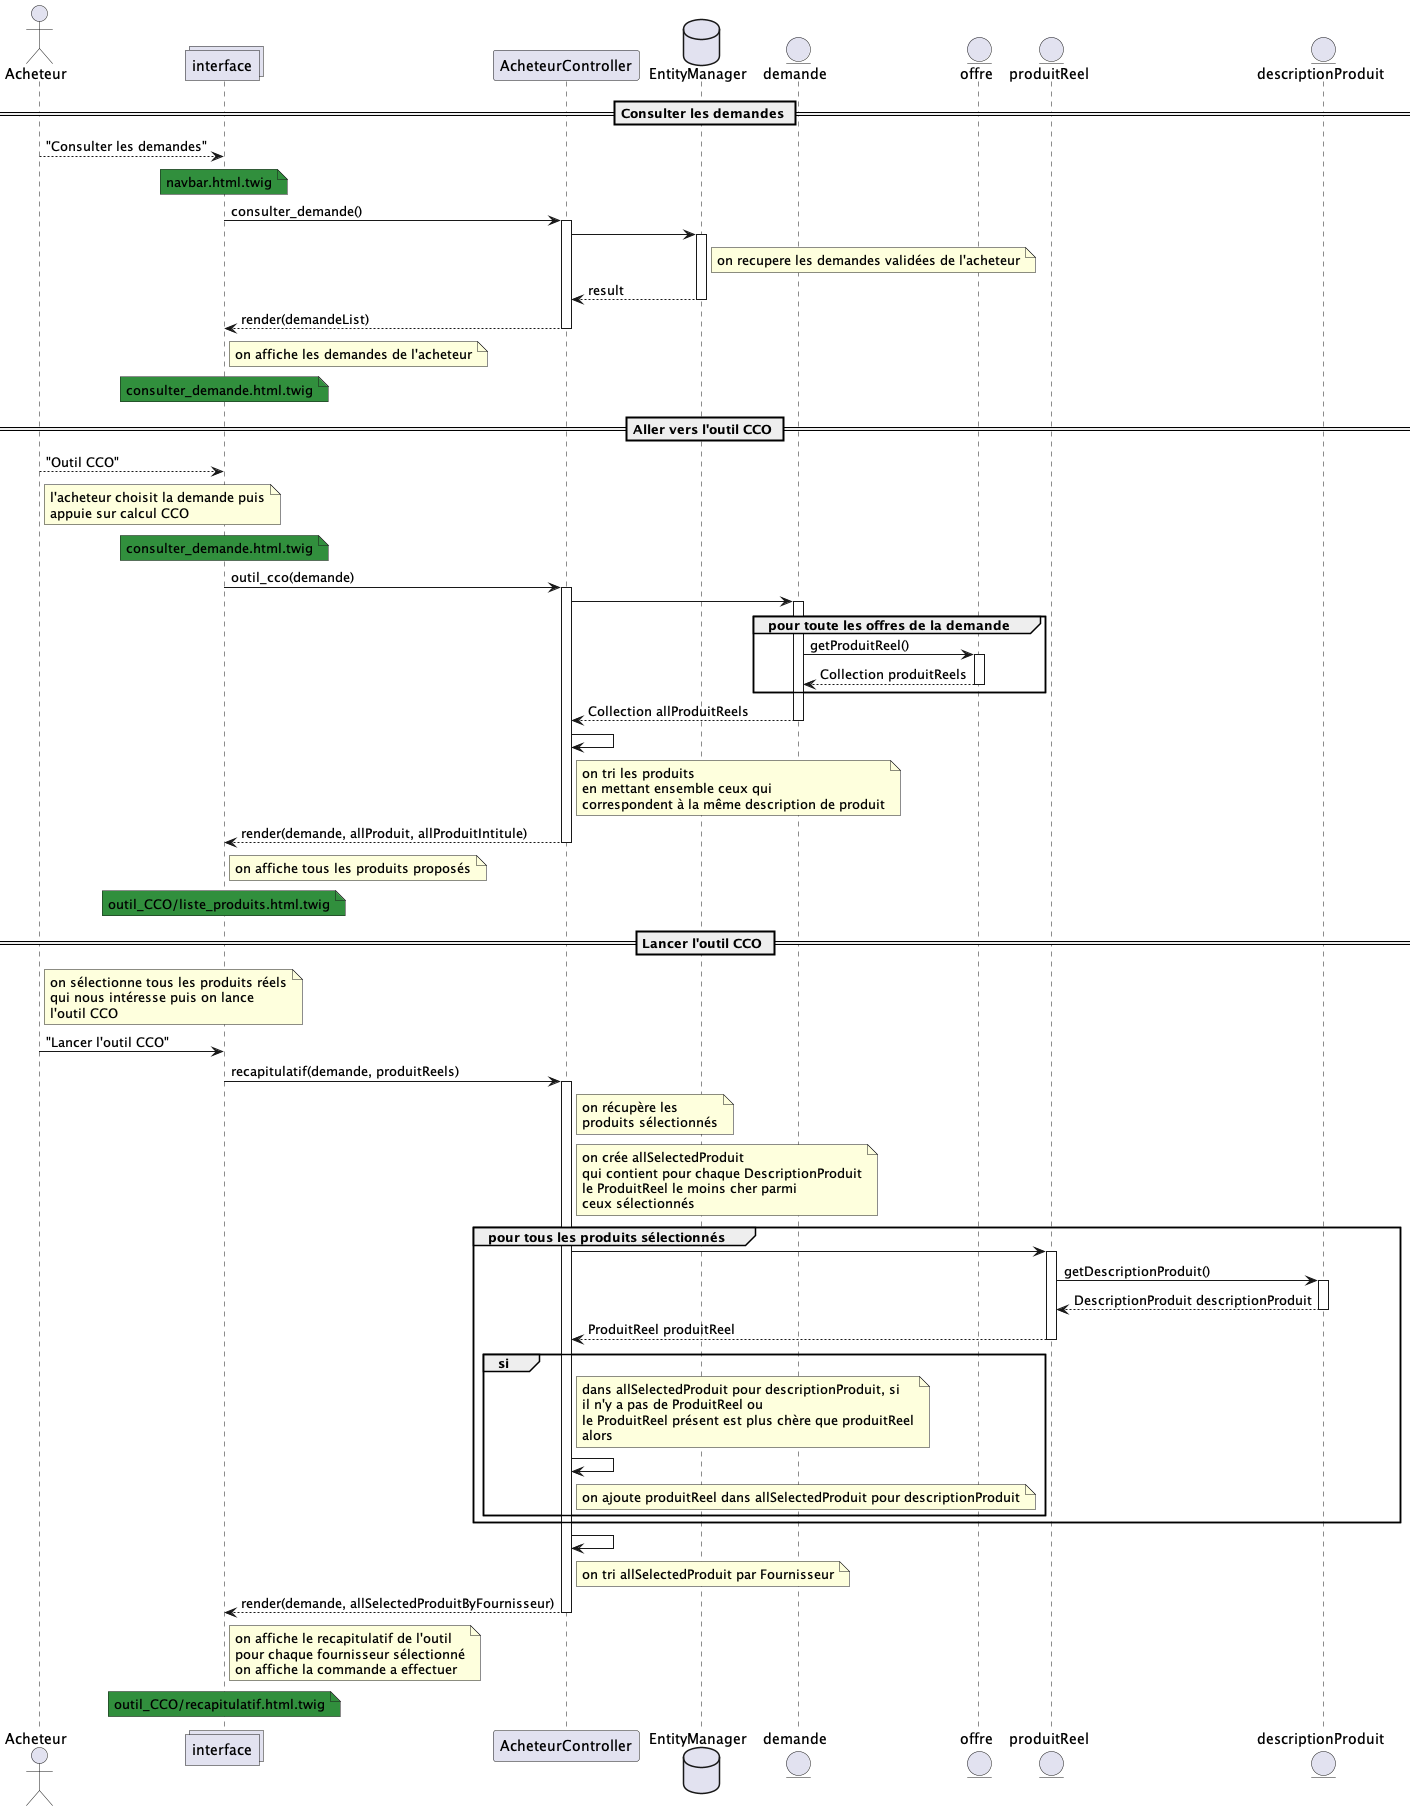 Acheteur
interface
AcheteurController
EntityManager
demande
offre
produitReel
descriptionProduit
Consulter les demandes
"Consulter les demandes"
navbar.html.twig
consulter_demande()
on recupere les demandes validées de l'acheteur
result
render(demandeList)
on affiche les demandes de l'acheteur
consulter_demande.html.twig
Aller vers l'outil CCO
"Outil CCO"
l'acheteur choisit la demande puis
appuie sur calcul CCO
consulter_demande.html.twig
outil_cco(demande)
pour toute les offres de la demande
getProduitReel()
Collection produitReels
Collection allProduitReels
on tri les produits
en mettant ensemble ceux qui
correspondent à la même description de produit
render(demande, allProduit, allProduitIntitule)
on affiche tous les produits proposés
outil_CCO/liste_produits.html.twig
Lancer l'outil CCO
on sélectionne tous les produits réels
qui nous intéresse puis on lance
l'outil CCO
"Lancer l'outil CCO"
recapitulatif(demande, produitReels)
on récupère les
produits sélectionnés
on crée allSelectedProduit
qui contient pour chaque DescriptionProduit
le ProduitReel le moins cher parmi
ceux sélectionnés
pour tous les produits sélectionnés
getDescriptionProduit()
DescriptionProduit descriptionProduit
ProduitReel produitReel
si
dans allSelectedProduit pour descriptionProduit, si
il n'y a pas de ProduitReel ou
le ProduitReel présent est plus chère que produitReel
alors
on ajoute produitReel dans allSelectedProduit pour descriptionProduit
on tri allSelectedProduit par Fournisseur
render(demande, allSelectedProduitByFournisseur)
on affiche le recapitulatif de l'outil
pour chaque fournisseur sélectionné
on affiche la commande a effectuer
outil_CCO/recapitulatif.html.twig
Acheteur
interface
AcheteurController
EntityManager
demande
offre
produitReel
descriptionProduit